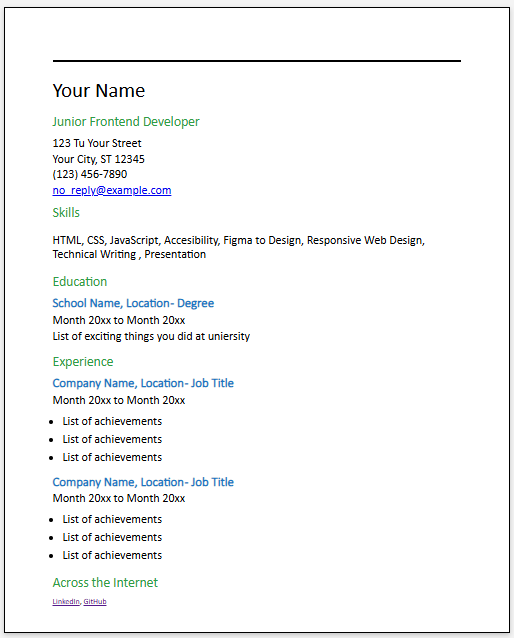 Your Name
Junior Frontend Developer
123 Tu Your Street
Your City, ST 12345
(123) 456-7890
no_reply@example.com
Skills
HTML, CSS, JavaScript, Accesibility, Figma to Design, Responsive Web Design,
Technical Writing , Presentation
Education
School Name, Location- Degree
Month 20xx to Month 20xx
List of exciting things you did at uniersity
Experience
Company Name, Location- Job Title
Month 20xx to Month 20xx
• List of achievements
• List of achievements
• List of achievements
Company Name, Location- Job Title
Month 20xx to Month 20xx
• List of achievements
• List of achievements
• List of achievements
Across the Internet
LinkedIn, GitHub